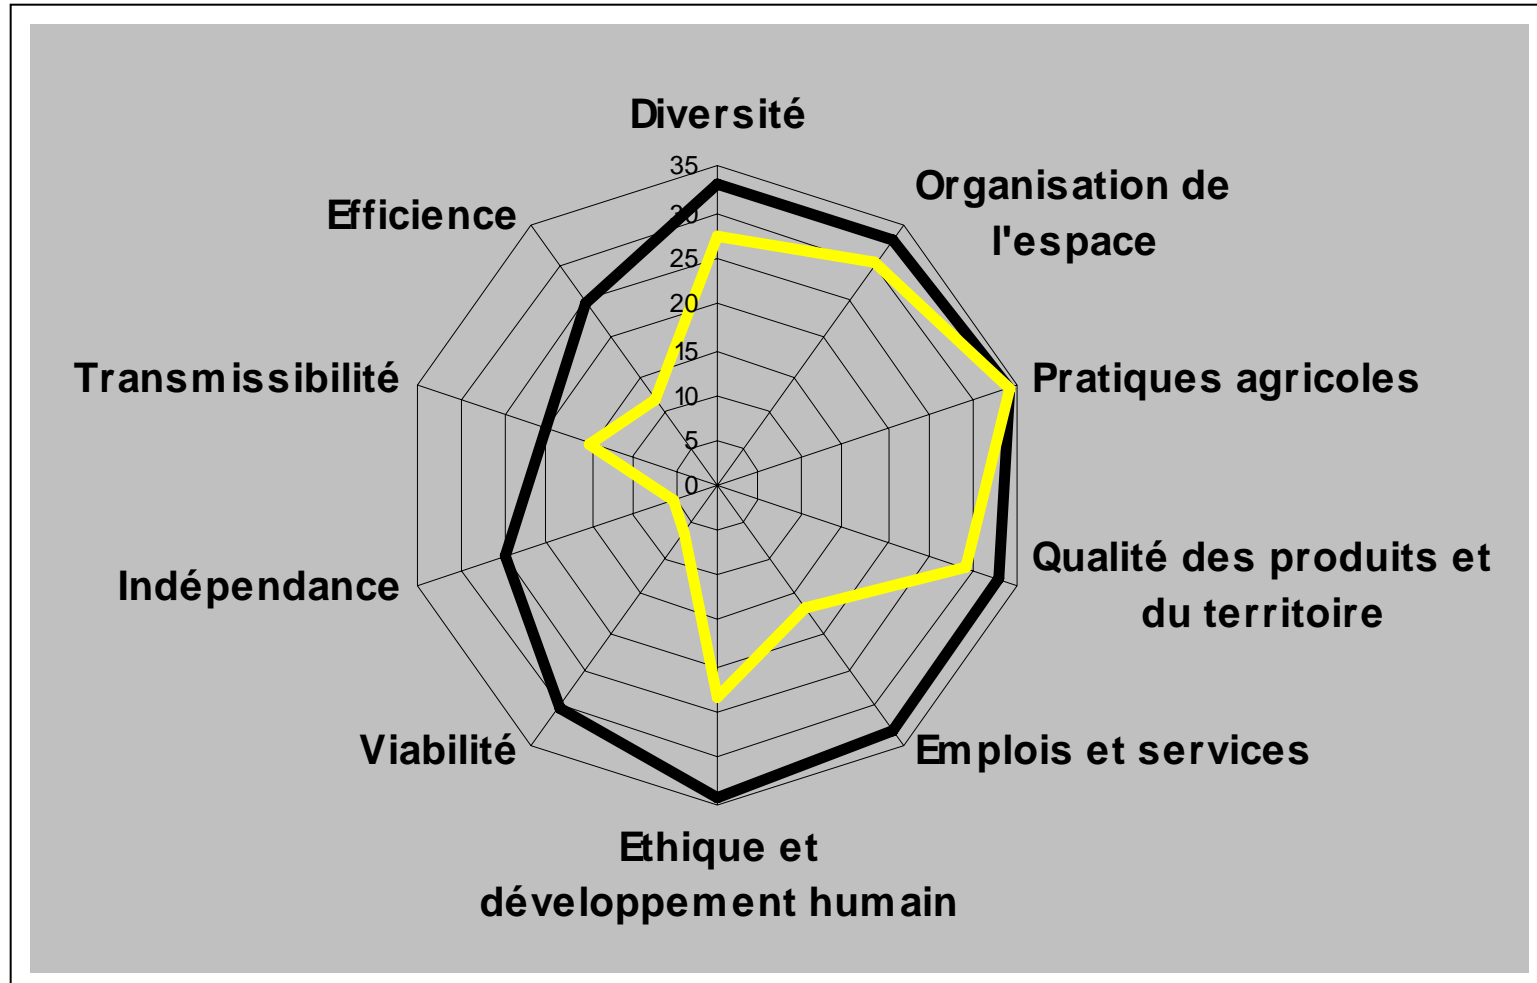 Diversité
Organisation de
l'espace
Pratiques agricoles
Qualité des produits et
du territoire
Emplois et services
Ethique et
développement humain
Viabilité
Indépendance
Transmissibilité
Efficience
35
30
25
20
15
10
5
0